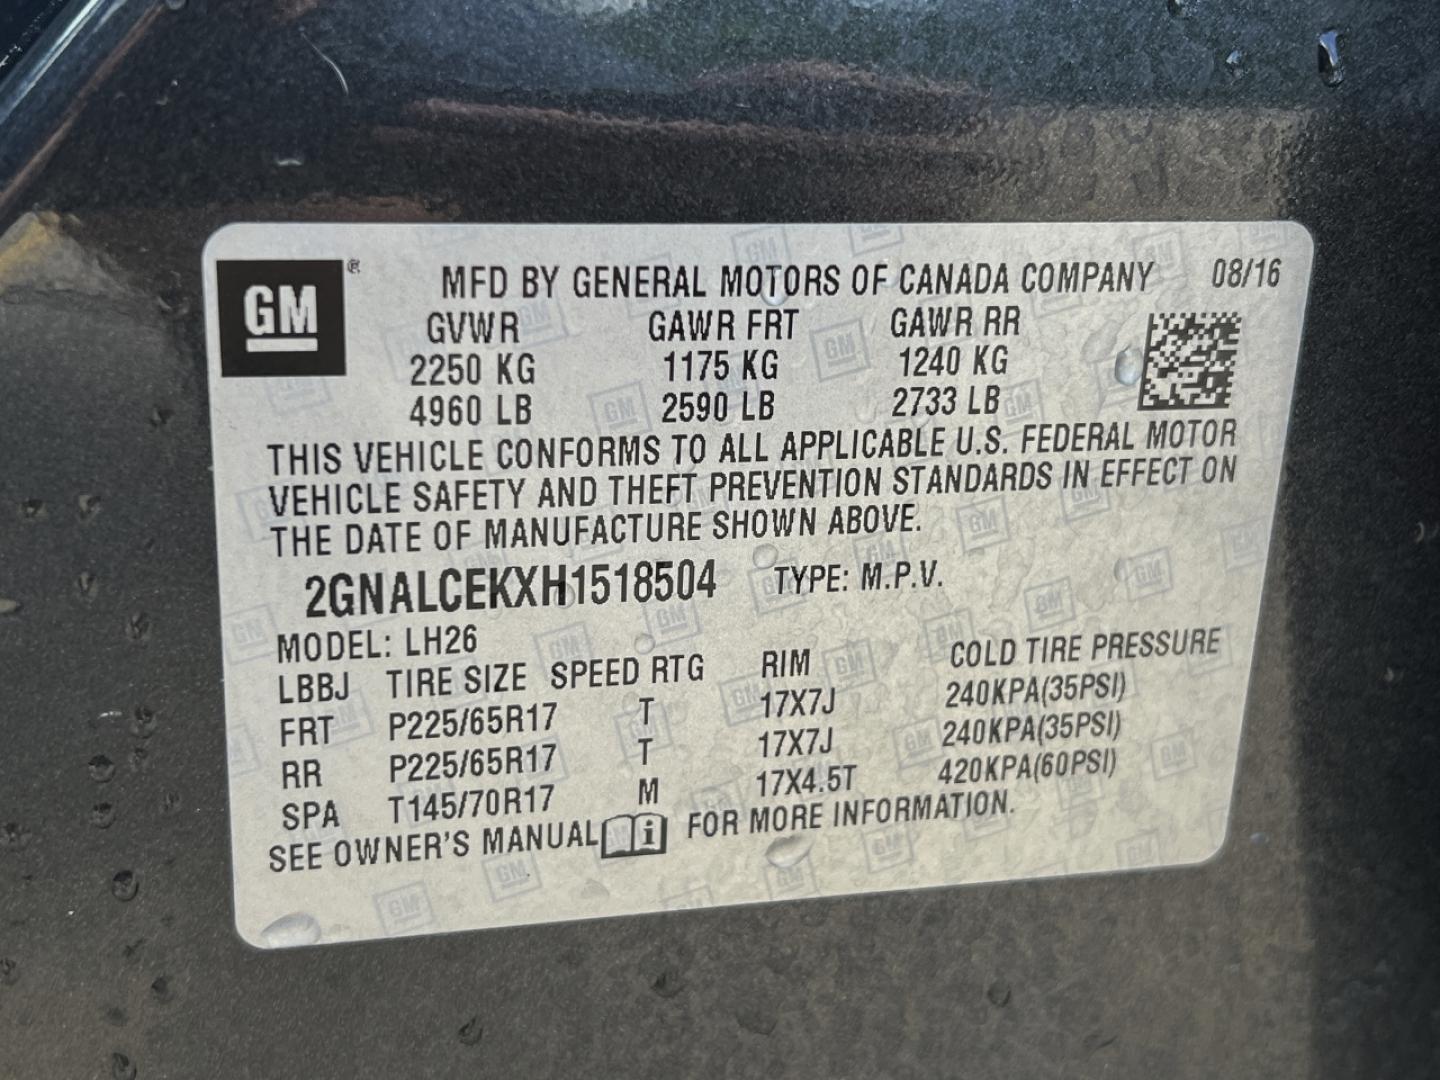 GM ® MFD BY GENERAL MOTORS OF CANADA COMPANY 08/16
GVWR GAWR FRT GAWR RR
2250 KG 1175 KG 1240 KG
4960 LB 2590 LB 2733 LB
THIS VEHICLE CONFORMS TO ALL APPLICABLE U.S. FEDERAL MOTOR
VEHICLE SAFETY AND THEFT PREVENTION STANDARDS IN EFFECT ON
THE DATE OF MANUFACTURE SHOWN ABOVE.
2GNALCEKXH1518504 TYPE: M.P.V.
MODEL: LH26
LBBJ TIRE SIZE SPEED RTG RIM COLD TIRE PRESSURE
FRT P225/65R17 T 17X7J 240KPA(35PSI)
RR P225/65R17 T 17X7J 240KPA(35PSI)
SPA T145/70R17 M 17X4.5T 420KPA(60PSI)
SEE OWNER'S MANUAL i FOR MORE INFORMATION.